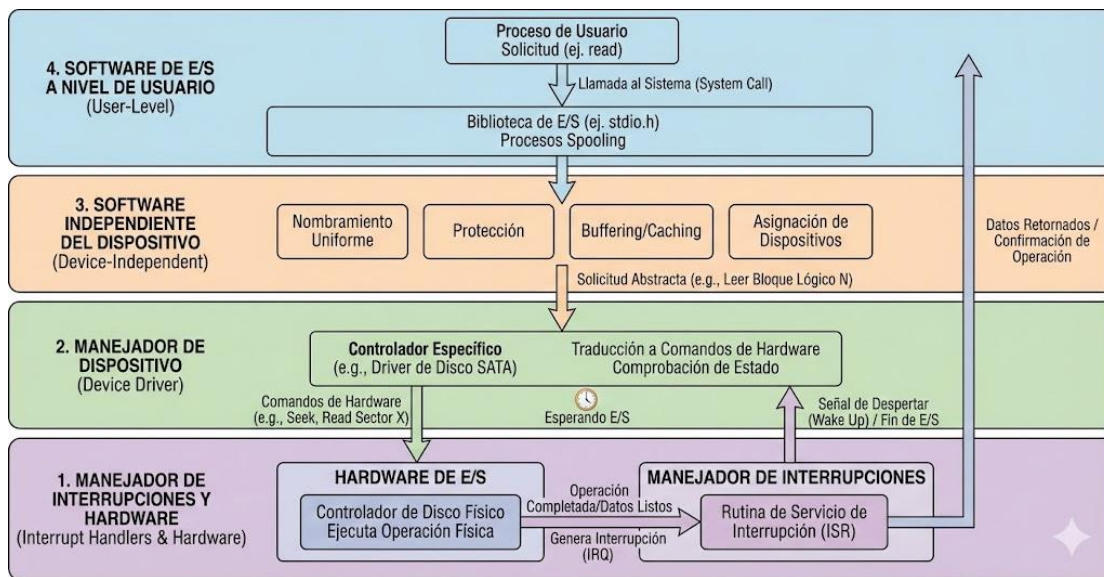 4. SOFTWARE DE E/S
A NIVEL DE USUARIO
(User-Level)
Proceso de Usuario
Solicitud (ej. read)
Llamada al Sistema (System Call)
Biblioteca de E/S (ej. stdio.h)
Procesos Spooling
3. SOFTWARE
INDEPENDIENTE
DEL DISPOSITIVO
(Device-Independent)
Nombramiento
Uniforme
Protección
Buffering/Caching
Asignación de
Dispositivos
Datos Retornados /
Confirmación de
Operación
Solicitud Abstracta (e.g., Leer Bloque Lógico N)
2. MANEJADOR DE
DISPOSITIVO
(Device Driver)
Controlador Específico
(e.g., Driver de Disco SATA)
Traducción a Comandos de Hardware
Comprobación de Estado
Comandos de Hardware
(e.g., Seek, Read Sector X)
Esperando E/S
Señal de Despertar
(Wake Up) / Fin de E/S
1. MANEJADOR DE
INTERRUPCIONES Y
HARDWARE
(Interrupt Handlers & Hardware)
HARDWARE DE E/S
Controlador de Disco Físico
Ejecuta Operación Física
Operación
Completada/Datos Listos
Genera Interrupción
(IRQ)
MANEJADOR DE INTERRUPCIONES
Rutina de Servicio de
Interrupción (ISR)